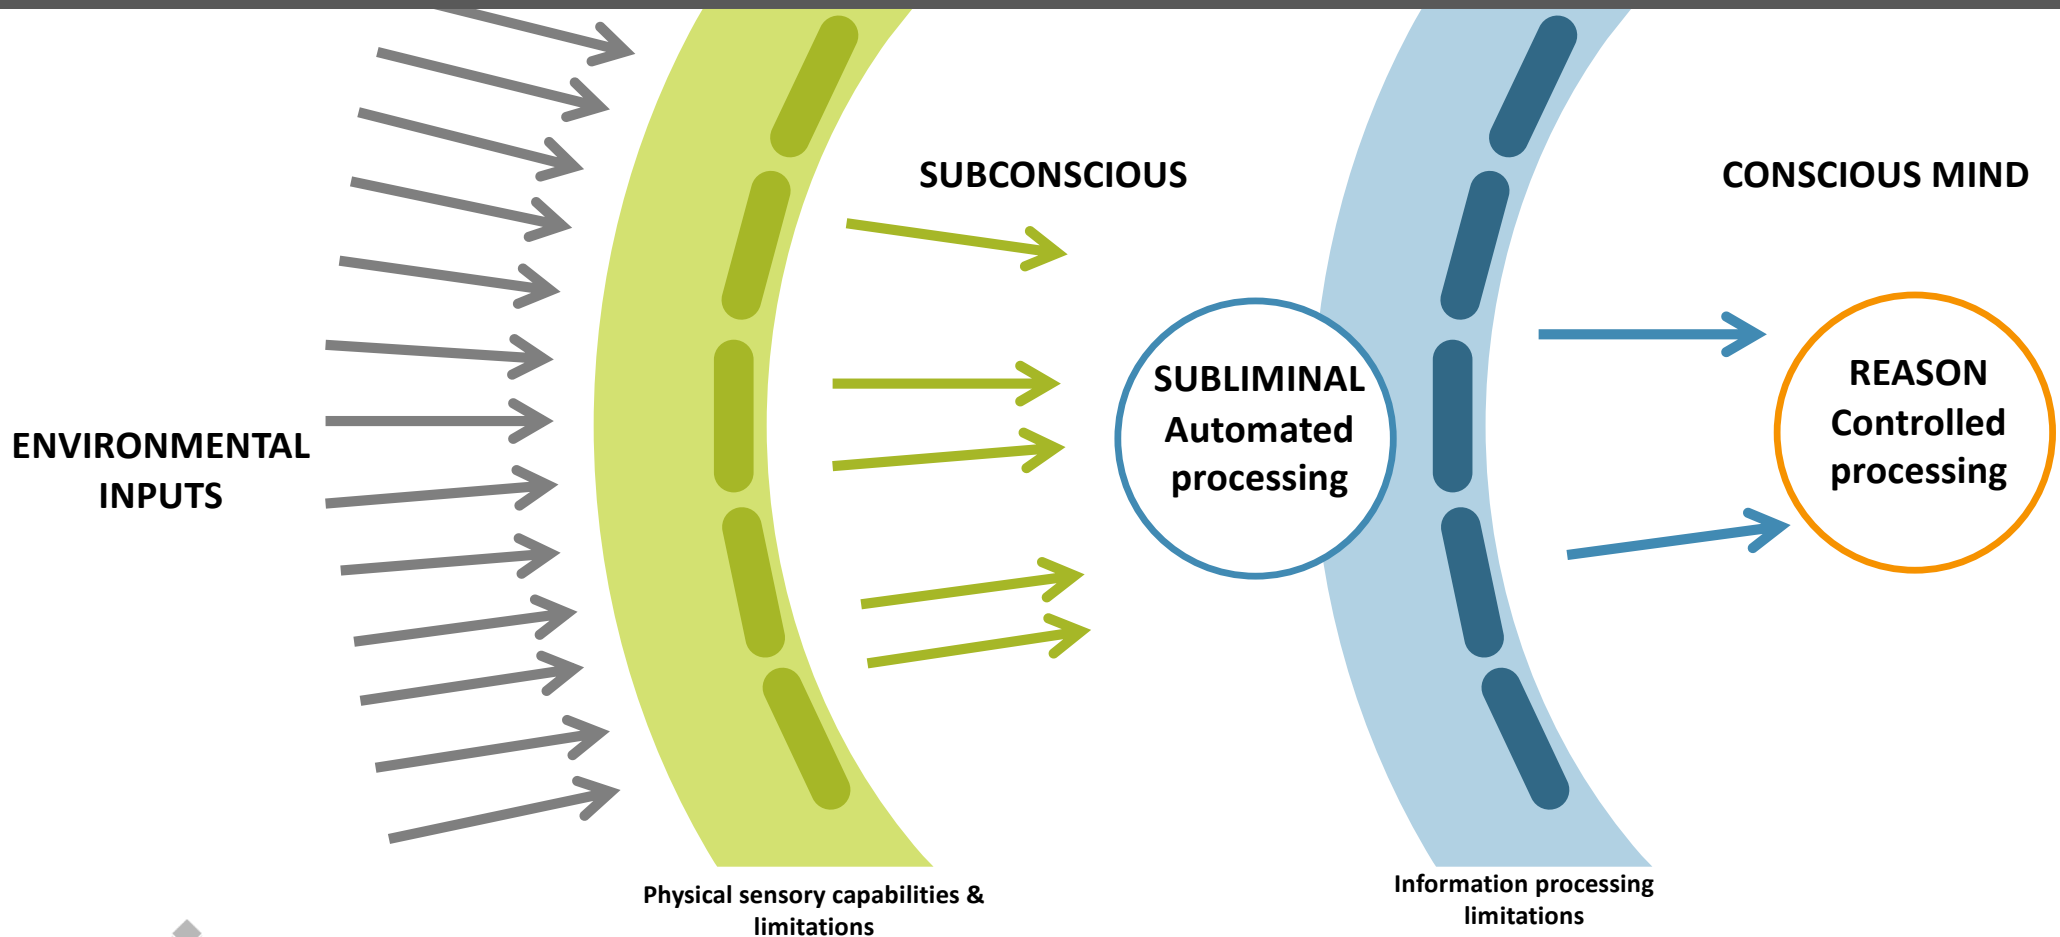 ENVIRONMENTAL
INPUTS
SUBCONSCIOUS
SUBLIMINAL
Automated
processing
CONSCIOUS MIND
REASON
Controlled
processing
Physical sensory capabilities &
limitations
Information processing
limitations